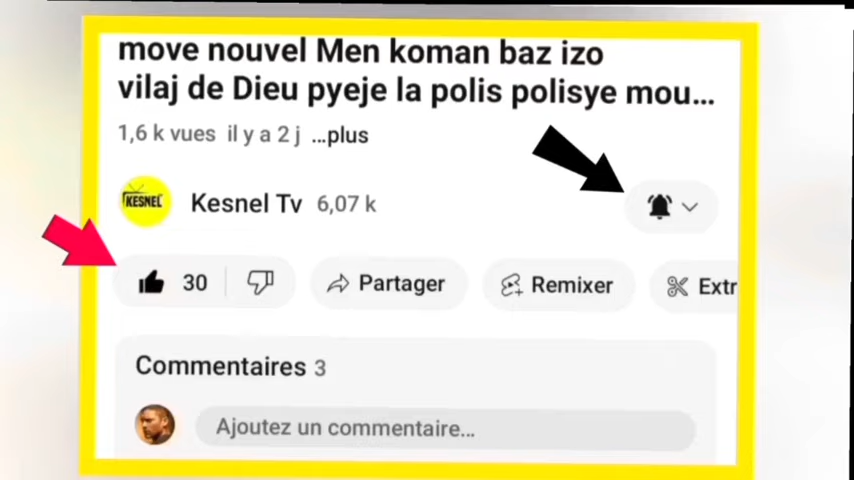 move nouvel Men koman baz izo
vilaj de Dieu pyeje la polis polisye mou...
1,6 k vues il y a 2 j ...plus
KESNEL
Kesnel Tv 6,07 k
30
Partager
Remixer
Extr
Commentaires 3
Ajoutez un commentaire...